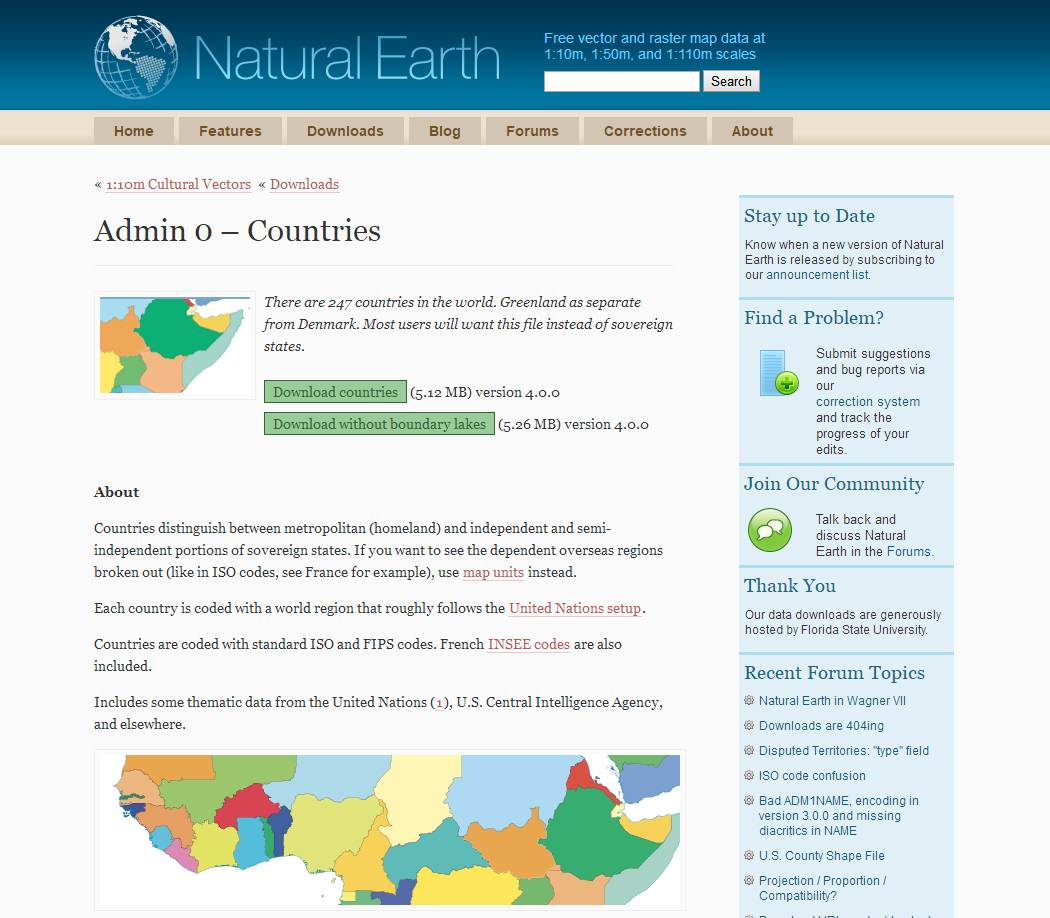 Natural Earth
Free vector and raster map data at
1:10m, 1:50m, and 1:110m scales
Search
Home
Features
Downloads
Blog
Forums
Corrections
About
« 1:10m Cultural Vectors « Downloads
Admin 0 – Countries
There are 247 countries in the world. Greenland as separate
from Denmark. Most users will want this file instead of sovereign
states.
Download countries (5.12 MB) version 4.0.0
Download without boundary lakes (5.26 MB) version 4.0.0
About
Countries distinguish between metropolitan (homeland) and independent and semi-
independent portions of sovereign states. If you want to see the dependent overseas regions
broken out (like in ISO codes, see France for example), use map units instead.
Each country is coded with a world region that roughly follows the United Nations setup.
Countries are coded with standard ISO and FIPS codes. French INSEE codes are also
included.
Includes some thematic data from the United Nations (1), U.S. Central Intelligence Agency,
and elsewhere.
Stay up to Date
Know when a new version of Natural
Earth is released by subscribing to
our announcement list.
Find a Problem?
Submit suggestions
and bug reports via
our
correction system
and track the
progress of your
edits.
Join Our Community
Talk back and
discuss Natural
Earth in the Forums.
Thank You
Our data downloads are generously
hosted by Florida State University.
Recent Forum Topics
Natural Earth in Wagner VII
Downloads are 404ing
Disputed Territories: "type" field
ISO code confusion
Bad ADM1NAME, encoding in
version 3.0.0 and missing
diacritics in NAME
U.S. County Shape File
Projection / Proportion /
Compatibility?